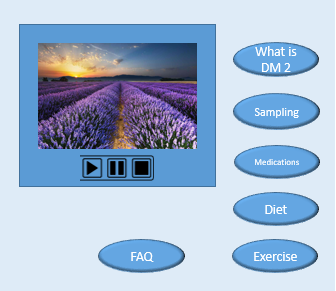 What is
DM 2
Sampling
Medications
Diet
FAQ
Exercise